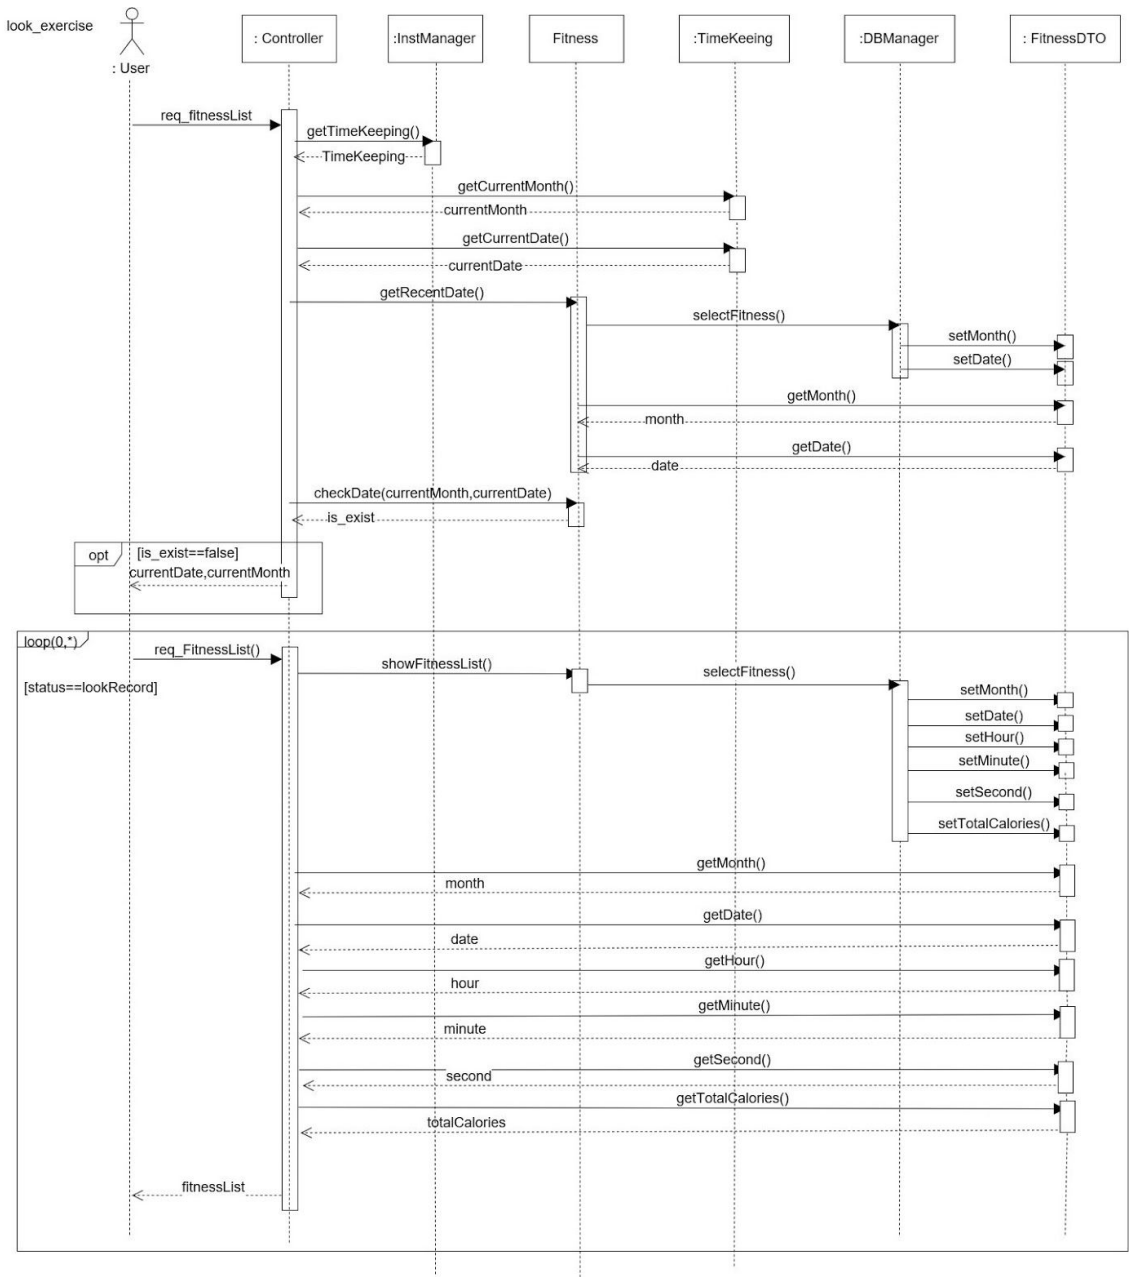 look_exercise
: User
: Controller
:InstManager
Fitness
:TimeKeeing
:DBManager
: FitnessDTO
req_fitnessList
getTimeKeeping()
TimeKeeping
getCurrentMonth()
currentMonth
getCurrentDate()
currentDate
getRecentDate()
selectFitness()
setMonth()
setDate()
getMonth()
month
getDate()
date
checkDate(currentMonth,currentDate)
is_exist
opt
[is_exist==false]
currentDate,currentMonth
loop(0,*)
req_FitnessList()
showFitnessList()
selectFitness()
[status==lookRecord]
setMonth()
setDate()
setHour()
setMinute()
setSecond()
setTotalCalories()
getMonth()
month
getDate()
date
getHour()
hour
getMinute()
minute
getSecond()
second
getTotalCalories()
totalCalories
fitnessList